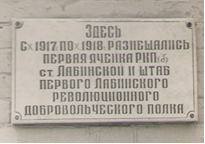 Здесь
с X 1917, по X 1918, размещались
первая ячейка РКП(б)
ст. Лабинской и штаб
первого Лабинского
революционного
добровольческого полка